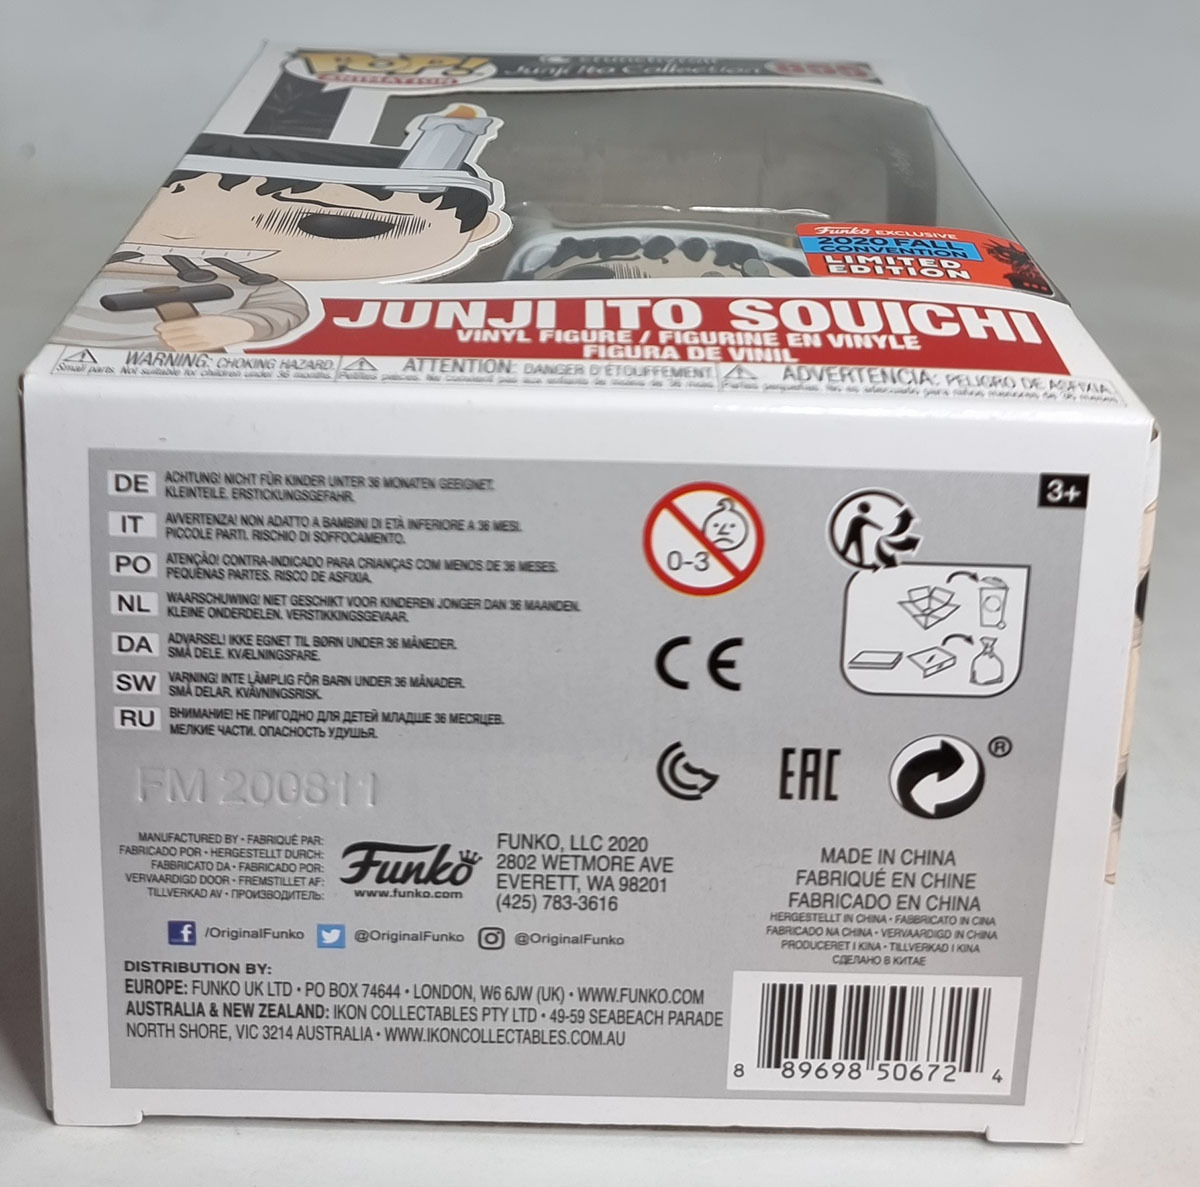 POP!
ANIMATION
crunchyroll
Junji Ito Collection
Funko EXCLUSIVE
2020 FALL
CONVENTION
LIMITED
EDITION
JUNJI ITO SOUICHI
VINYL FIGURE / FIGURINE EN VINYLE
FIGURA DE VINIL
WARNING: CHOKING HAZARD.
Small parts. Not suitable for children under 36 months.
ATTENTION: DANGER D'ÉTOUFFEMENT.
ADVERTENCIA: PELIGRO DE ASFIXIA.
3+
DE ACHTUNG! NICHT FÜR KINDER UNTER 36 MONATEN GEEIGNET.
KLEINTEILE. ERSTICKUNGSGEFAHR.
IT AVVERTENZA! NON ADATTO A BAMBINI DI ETÀ INFERIORE A 36 MESI.
PICCOLE PARTI. RISCHIO DI SOFFOCAMENTO.
PO ATENÇÃO! CONTRA-INDICADO PARA CRIANÇAS COM MENOS DE 36 MESES.
PEQUENAS PARTES. RISCO DE ASFIXIA.
NL WAARSCHUWING! NIET GESCHIKT VOOR KINDEREN JONGER DAN 36 MAANDEN.
KLEINE ONDERDELEN. VERSTIKKINGSGEVAAR.
DA ADVARSEL! IKKE EGNET TIL BØRN UNDER 36 MÅNEDER.
SMÅ DELE. KVÆLNINGSFARE.
SW VARNING! INTE LÄMPLIG FÖR BARN UNDER 36 MÅNADER.
SMÅ DELAR. KVÄVNINGSRISK.
RU ВНИМАНИЕ! НЕ ПРИГОДНО ДЛЯ ДЕТЕЙ МЛАДШЕ 36 МЕСЯЦЕВ.
МЕЛКИЕ ЧАСТИ. ОПАСНОСТЬ УДУШЬЯ.
0-3
CE
EAC
®
FM 200811
MANUFACTURED BY • FABRIQUÉ PAR:
FABRICADO POR • HERGESTELLT DURCH:
FABBRICATO DA • FABRICADO POR:
VERVAARDIGD DOOR • FREMSTILLET AF:
TILLVERKAD AV • ПРОИЗВОДИТЕЛЬ:
Funko
www.funko.com
FUNKO, LLC 2020
2802 WETMORE AVE
EVERETT, WA 98201
(425) 783-3616
f /OriginalFunko @OriginalFunko @OriginalFunko
MADE IN CHINA
FABRIQUÉ EN CHINE
FABRICADO EN CHINA
HERGESTELLT IN CHINA • FABBRICATO IN CINA
FABRICADO NA CHINA • VERVAARDIGD IN CHINA
PRODUCERET I KINA • TILLVERKAD I KINA
СДЕЛАНО В КИТАЕ
DISTRIBUTION BY:
EUROPE: FUNKO UK LTD • PO BOX 74644 • LONDON, W6 6JW (UK) • WWW.FUNKO.COM
AUSTRALIA & NEW ZEALAND: IKON COLLECTABLES PTY LTD • 49-59 SEABEACH PARADE
NORTH SHORE, VIC 3214 AUSTRALIA • WWW.IKONCOLLECTABLES.COM.AU
8 89698 50672 4